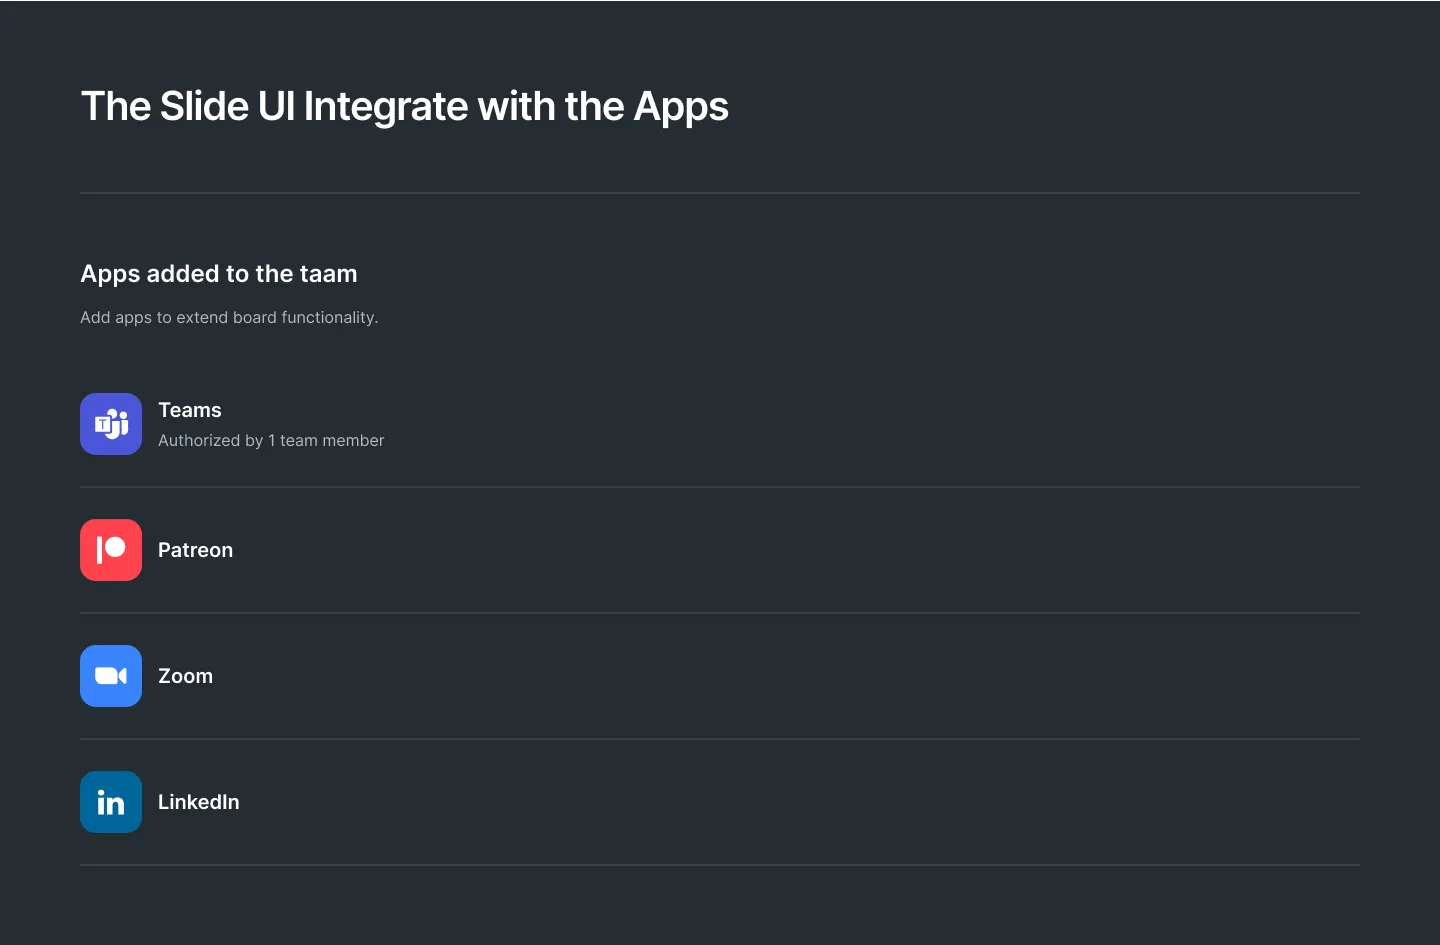 The Slide UI Integrate with the Apps
Apps added to the taam
Add apps to extend board functionality.
Teams
Authorized by 1 team member
Patreon
Zoom
in
LinkedIn